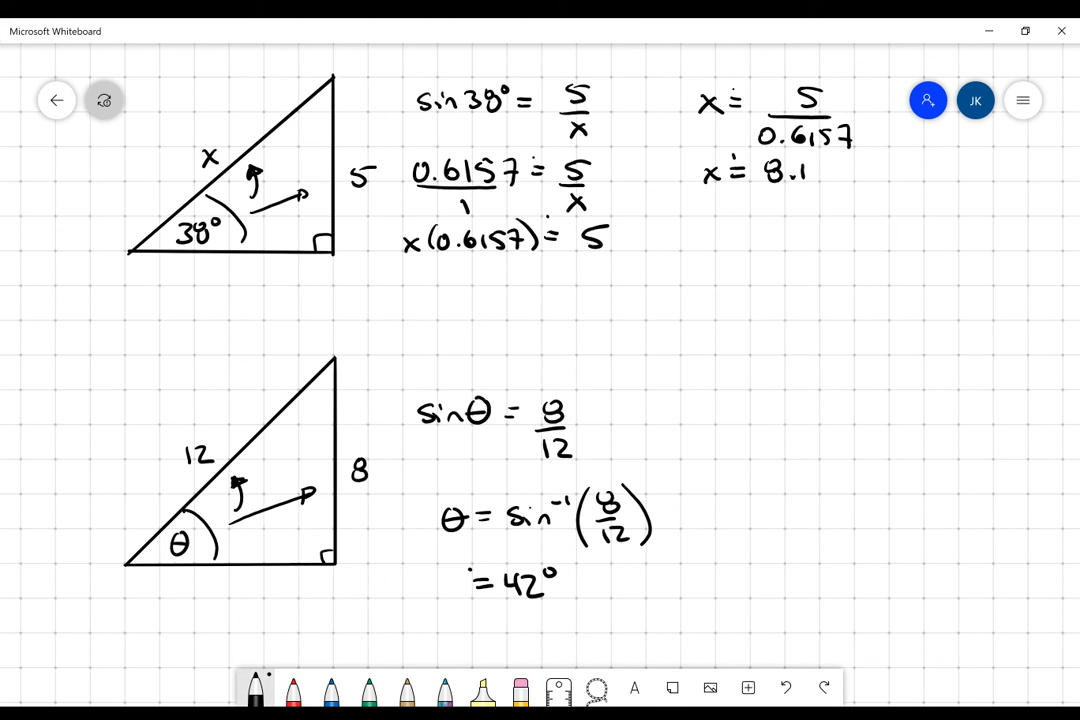 Microsoft Whiteboard
JK
x
5
38°
sin 38° = 5/x
0.6157/1 ≐ 5/x
x(0.6157) ≐ 5
x ≐ 5/0.6157
x ≐ 8.1
12
8
θ
sinθ = 8/12
θ = sin⁻¹(8/12)
≐ 42°
A